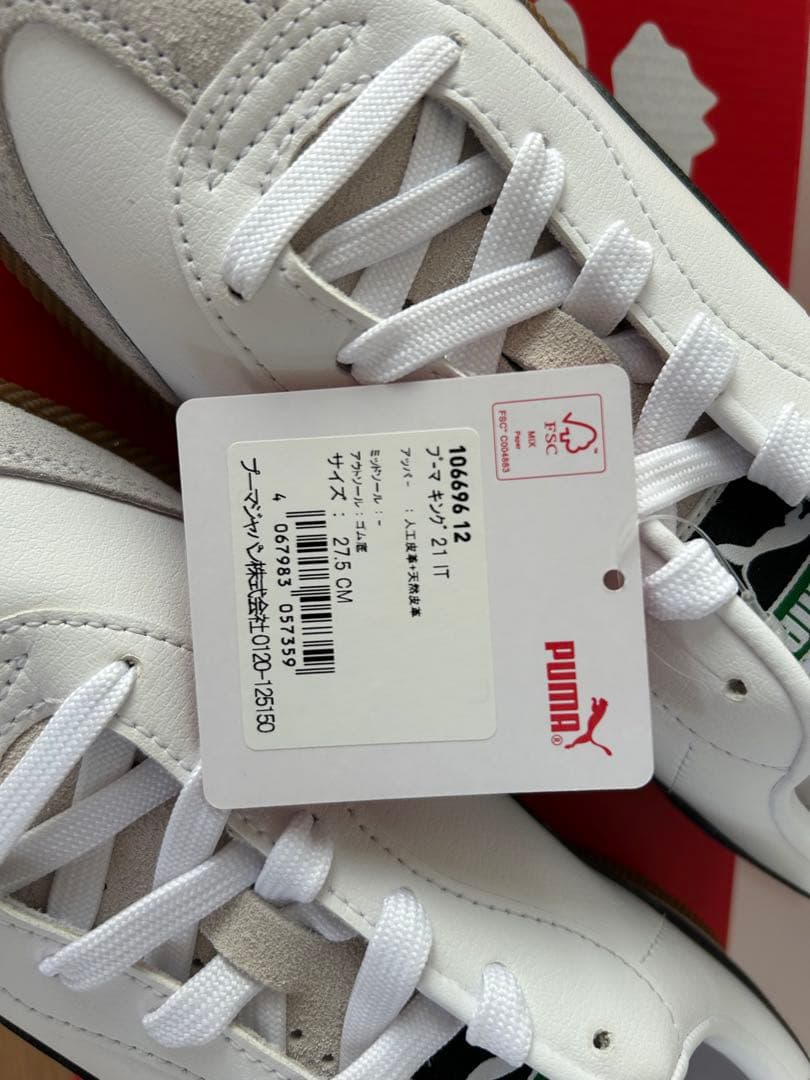 106696 12
プーマ キング 21 IT
アッパー : 人工皮革+天然皮革
ミッドソール : -
アウトソール : ゴム底
サイズ : 27.5 CM
4 067983 057359
プーマジャパン株式会社 0120-125150
FSC
MIX
Paper
FSC™ C004883
PUMA®